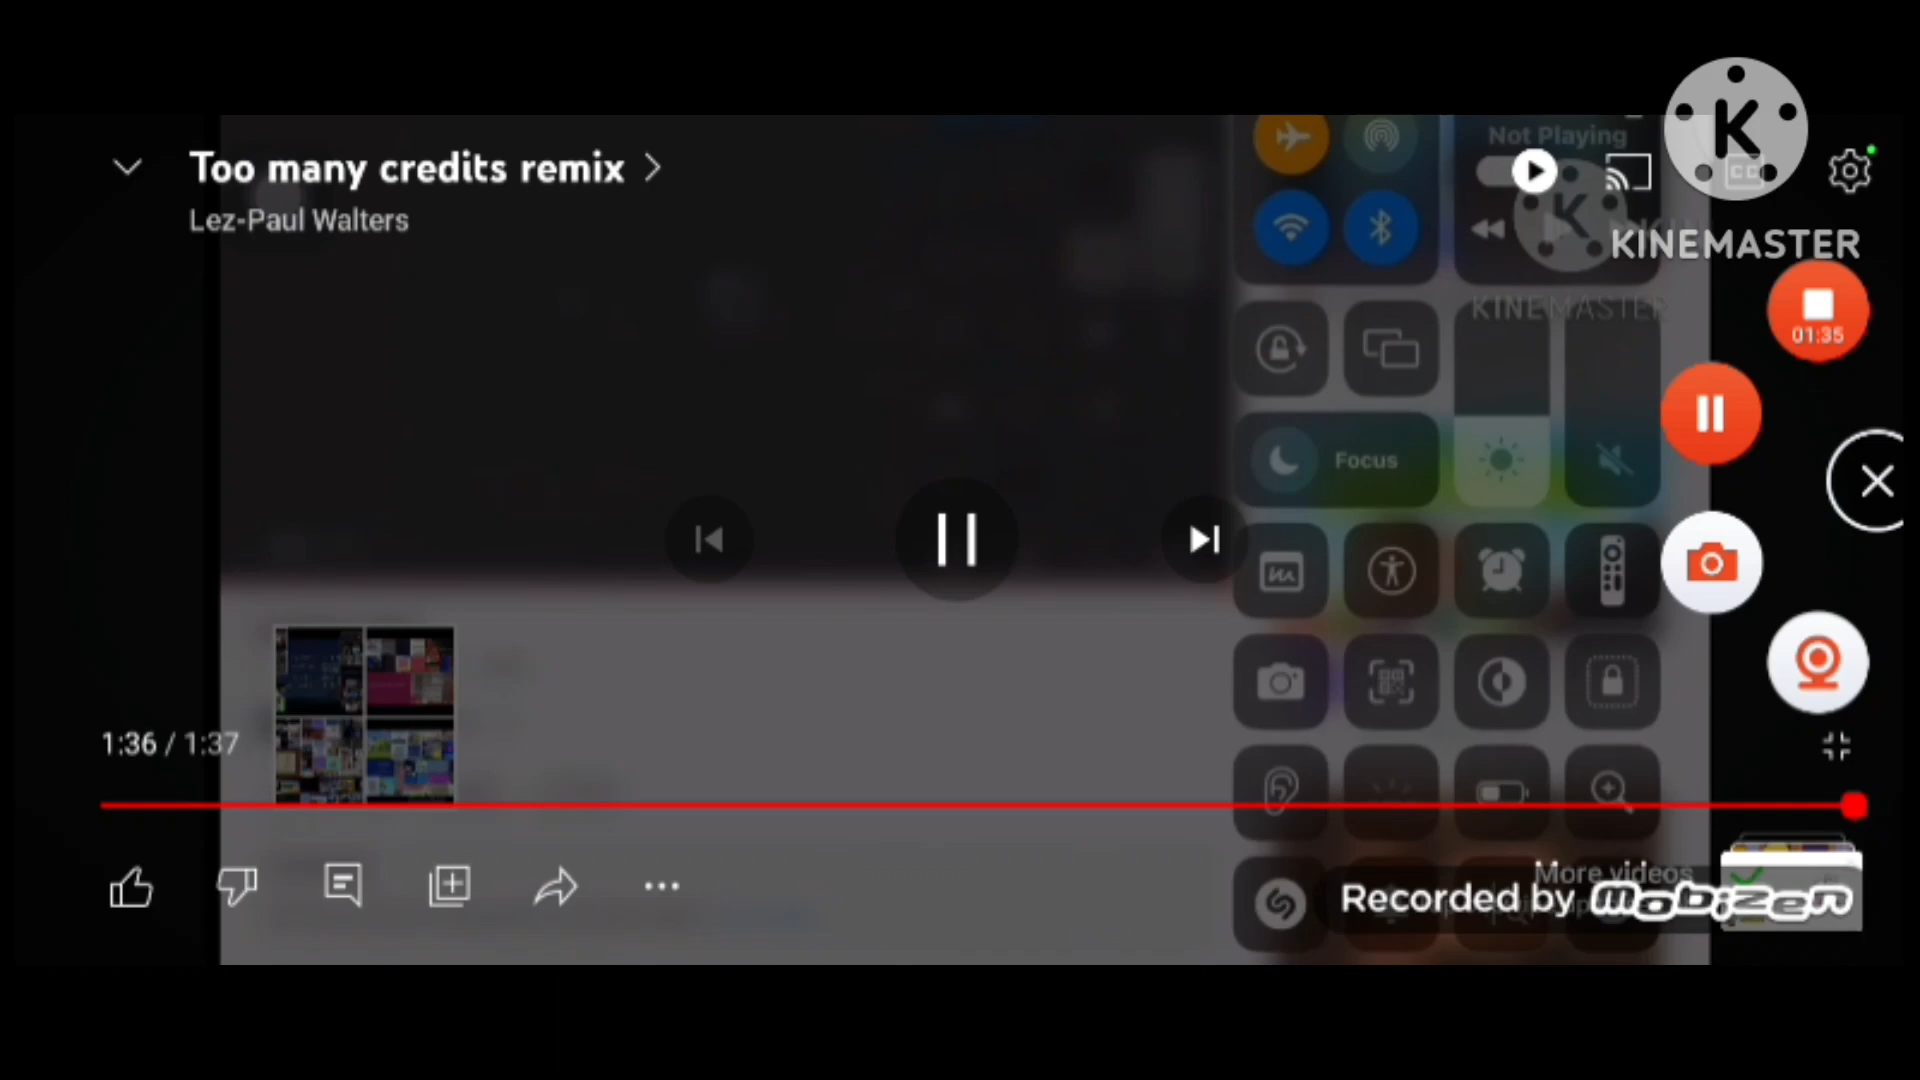 Too many credits remix
Lez-Paul Walters
Not Playing
CC
K
K
KINEMASTER
KINEMASTER
01:35
Focus
1:36 / 1:37
More videos
Recorded by mobizen